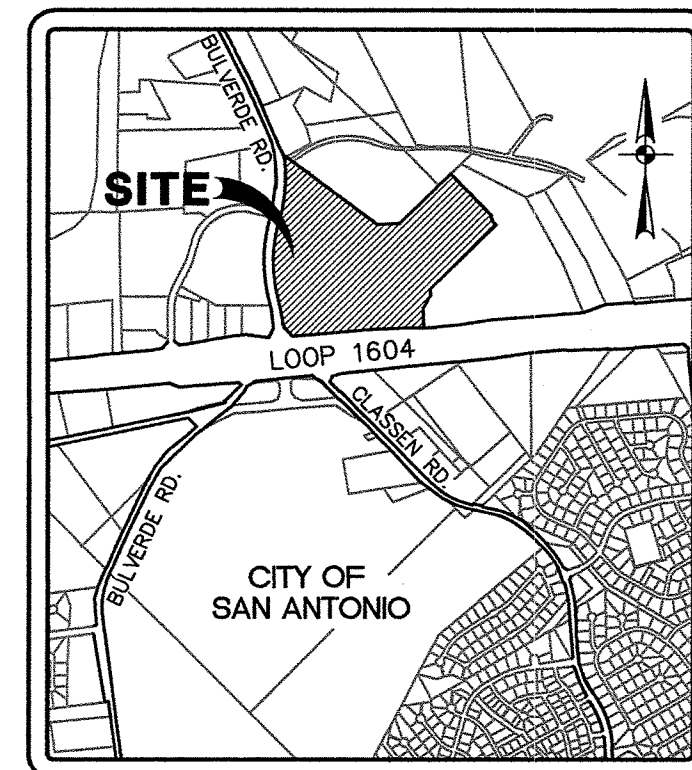 BULVERDE RD.
SITE
LOOP 1604
CLASSEN RD.
BULVERDE RD.
CITY OF
SAN ANTONIO